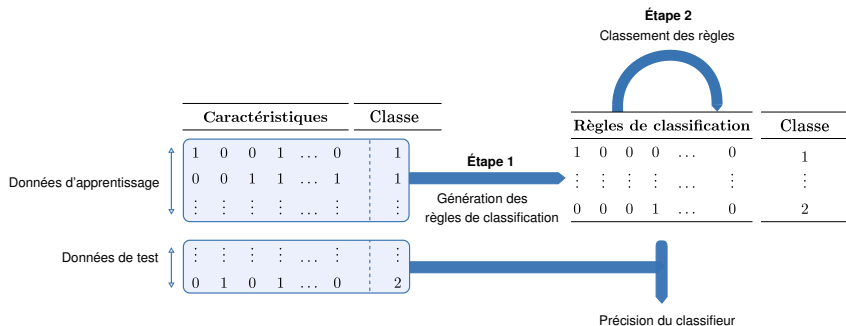 Étape 2
Classement des règles
Caractéristiques Classe
1 0 0 1 ... 0 1
0 0 1 1 ... 1 1
⋮ ⋮ ⋮ ⋮ ... ⋮ ⋮
Données d'apprentissage
Étape 1
Génération des
règles de classification
Règles de classification Classe
1 0 0 0 ... 0 1
⋮ ⋮ ⋮ ⋮ ... ⋮ ⋮
0 0 0 1 ... 0 2
Données de test
⋮ ⋮ ⋮ ⋮ ... ⋮ ⋮
0 1 0 1 ... 0 2
Précision du classifieur